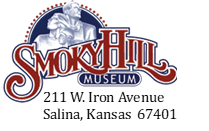 SMOKY HILL
MUSEUM
211 W. Iron Avenue
Salina, Kansas 67401